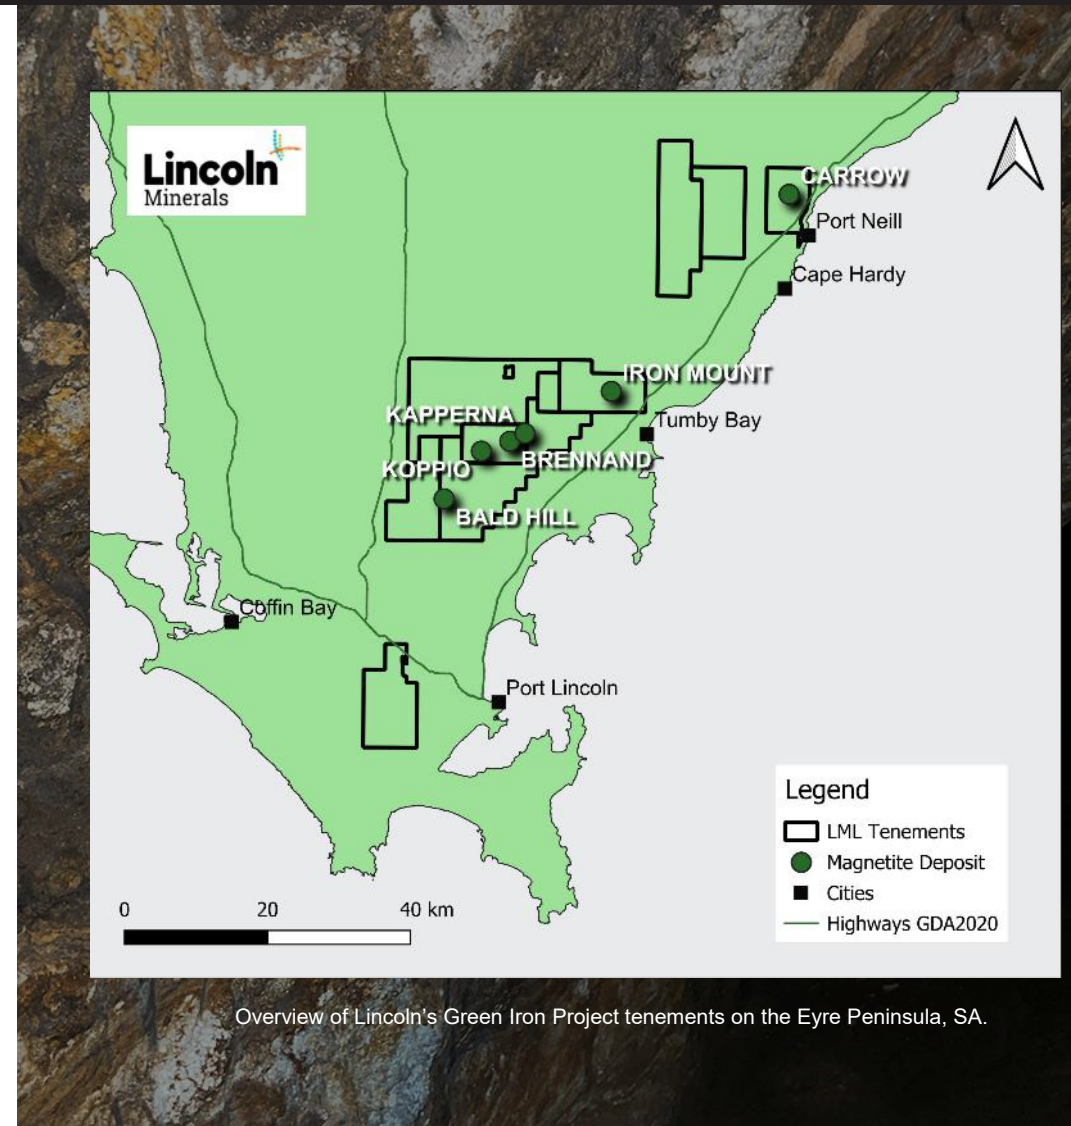 Lincoln
Minerals
CARROW
Port Neill
Cape Hardy
IRON MOUNT
KAPPERNA
Tumby Bay
KOPPIO
BRENNAND
BALD HILL
Coffin Bay
Port Lincoln
Legend
LML Tenements
Magnetite Deposit
Cities
Highways GDA2020
0 20 40 km
Overview of Lincoln's Green Iron Project tenements on the Eyre Peninsula, SA.